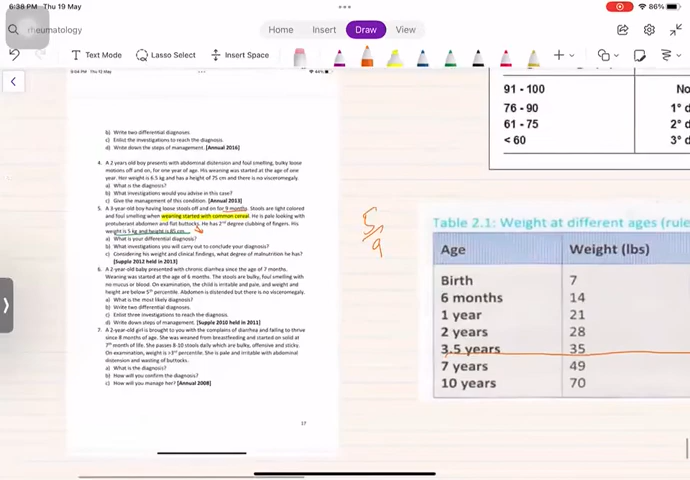 6:38 PM Thu 19 May
86%
rheumatology
Home Insert Draw View
Text Mode Lasso Select Insert Space
9:04 PM Thu 12 May
b) Write two differential diagnoses.
c) Enlist the investigations to reach the diagnosis.
d) Write down the steps of management. [Annual 2016]
4. A 2 years old boy presents with abdominal distension and foul smelling, bulky loose
motions off and on, for one year of age. His weaning was started at the age of one
year. Her weight is 6.5 kg and has a height of 75 cm and there is no visceromegaly.
a) What is the diagnosis?
b) What investigations would you advise in this case?
c) Give the management of this condition. [Annual 2013]
5. A 3-year-old boy having loose stools off and on for 9 months. Stools are light colored
and foul smelling when weaning started with common cereal. He is pale looking with
protuberant abdomen and flat buttocks. He has 2nd degree clubbing of fingers. His
weight is 5 kg and height is 85 cm.
a) What is your differential diagnosis?
b) What investigations you will carry out to conclude your diagnosis?
c) Considering his weight and clinical findings, what degree of malnutrition he has?
[Supple 2012 held in 2013]
6. A 2-year-old baby presented with chronic diarrhea since the age of 7 months.
Weaning was started at the age of 6 months. The stools are bulky, foul smelling with
no mucus or blood. On examination, the child is irritable and pale, and weight and
height are below 5th percentile. Abdomen is distended but there is no visceromegaly.
a) What is the most likely diagnosis?
b) Write two differential diagnoses.
c) Enlist three investigations to reach the diagnosis.
d) Write down steps of management. [Supple 2010 held in 2011]
7. A 2-year-old girl is brought to you with the complains of diarrhea and failing to thrive
since 8 months of age. She was weaned from breastfeeding and started on solid at
7th month of life. She passes 8-10 stools daily which are bulky, offensive and sticky.
On examination, weight is >3rd percentile. She is pale and irritable with abdominal
distension and wasting of buttocks.
a) What is the diagnosis?
b) How will you confirm the diagnosis?
c) How will you manage her? [Annual 2008]
17
5
9
91 - 100 No
76 - 90 1° d
61 - 75 2° d
< 60 3° d
Table 2.1: Weight at different ages (rule
Age Weight (lbs)
Birth 7
6 months 14
1 year 21
2 years 28
3.5 years 35
7 years 49
10 years 70